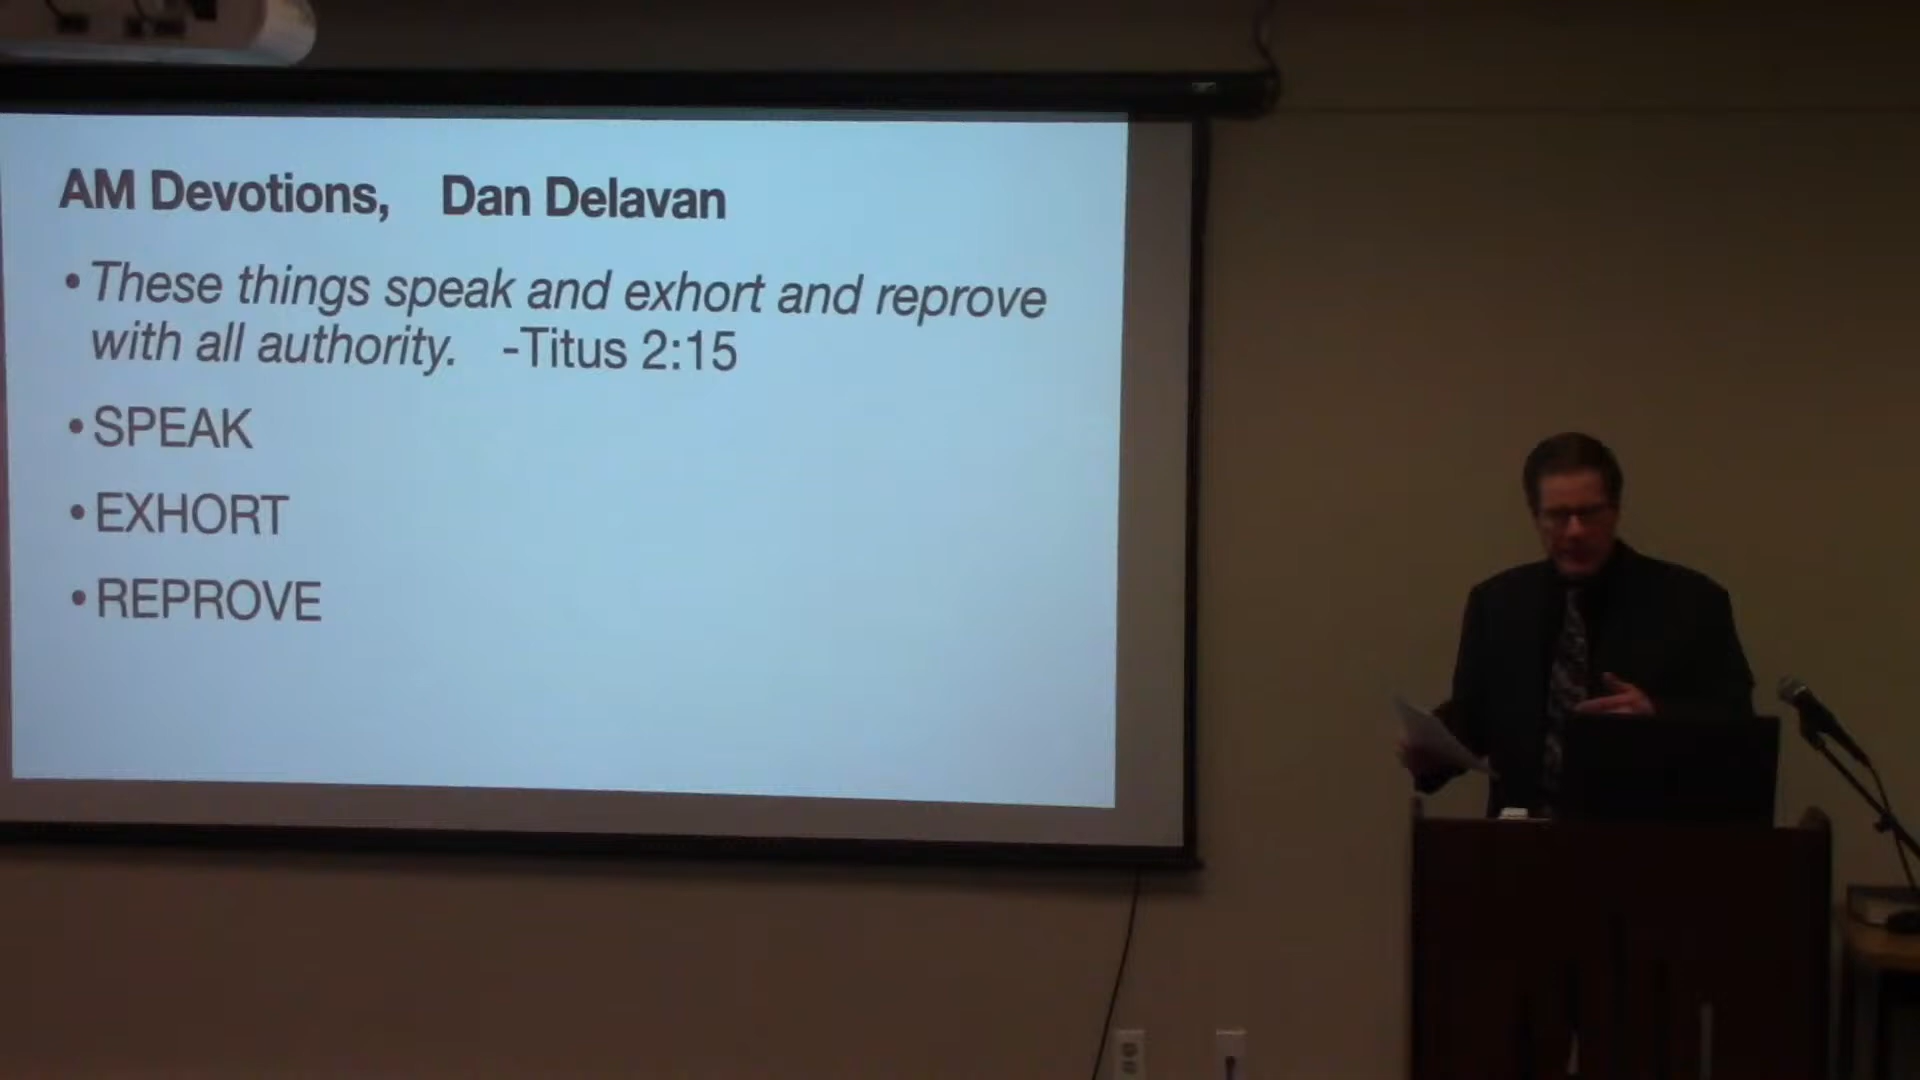 AM Devotions, Dan Delavan
• These things speak and exhort and reprove
with all authority. -Titus 2:15
• SPEAK
• EXHORT
• REPROVE